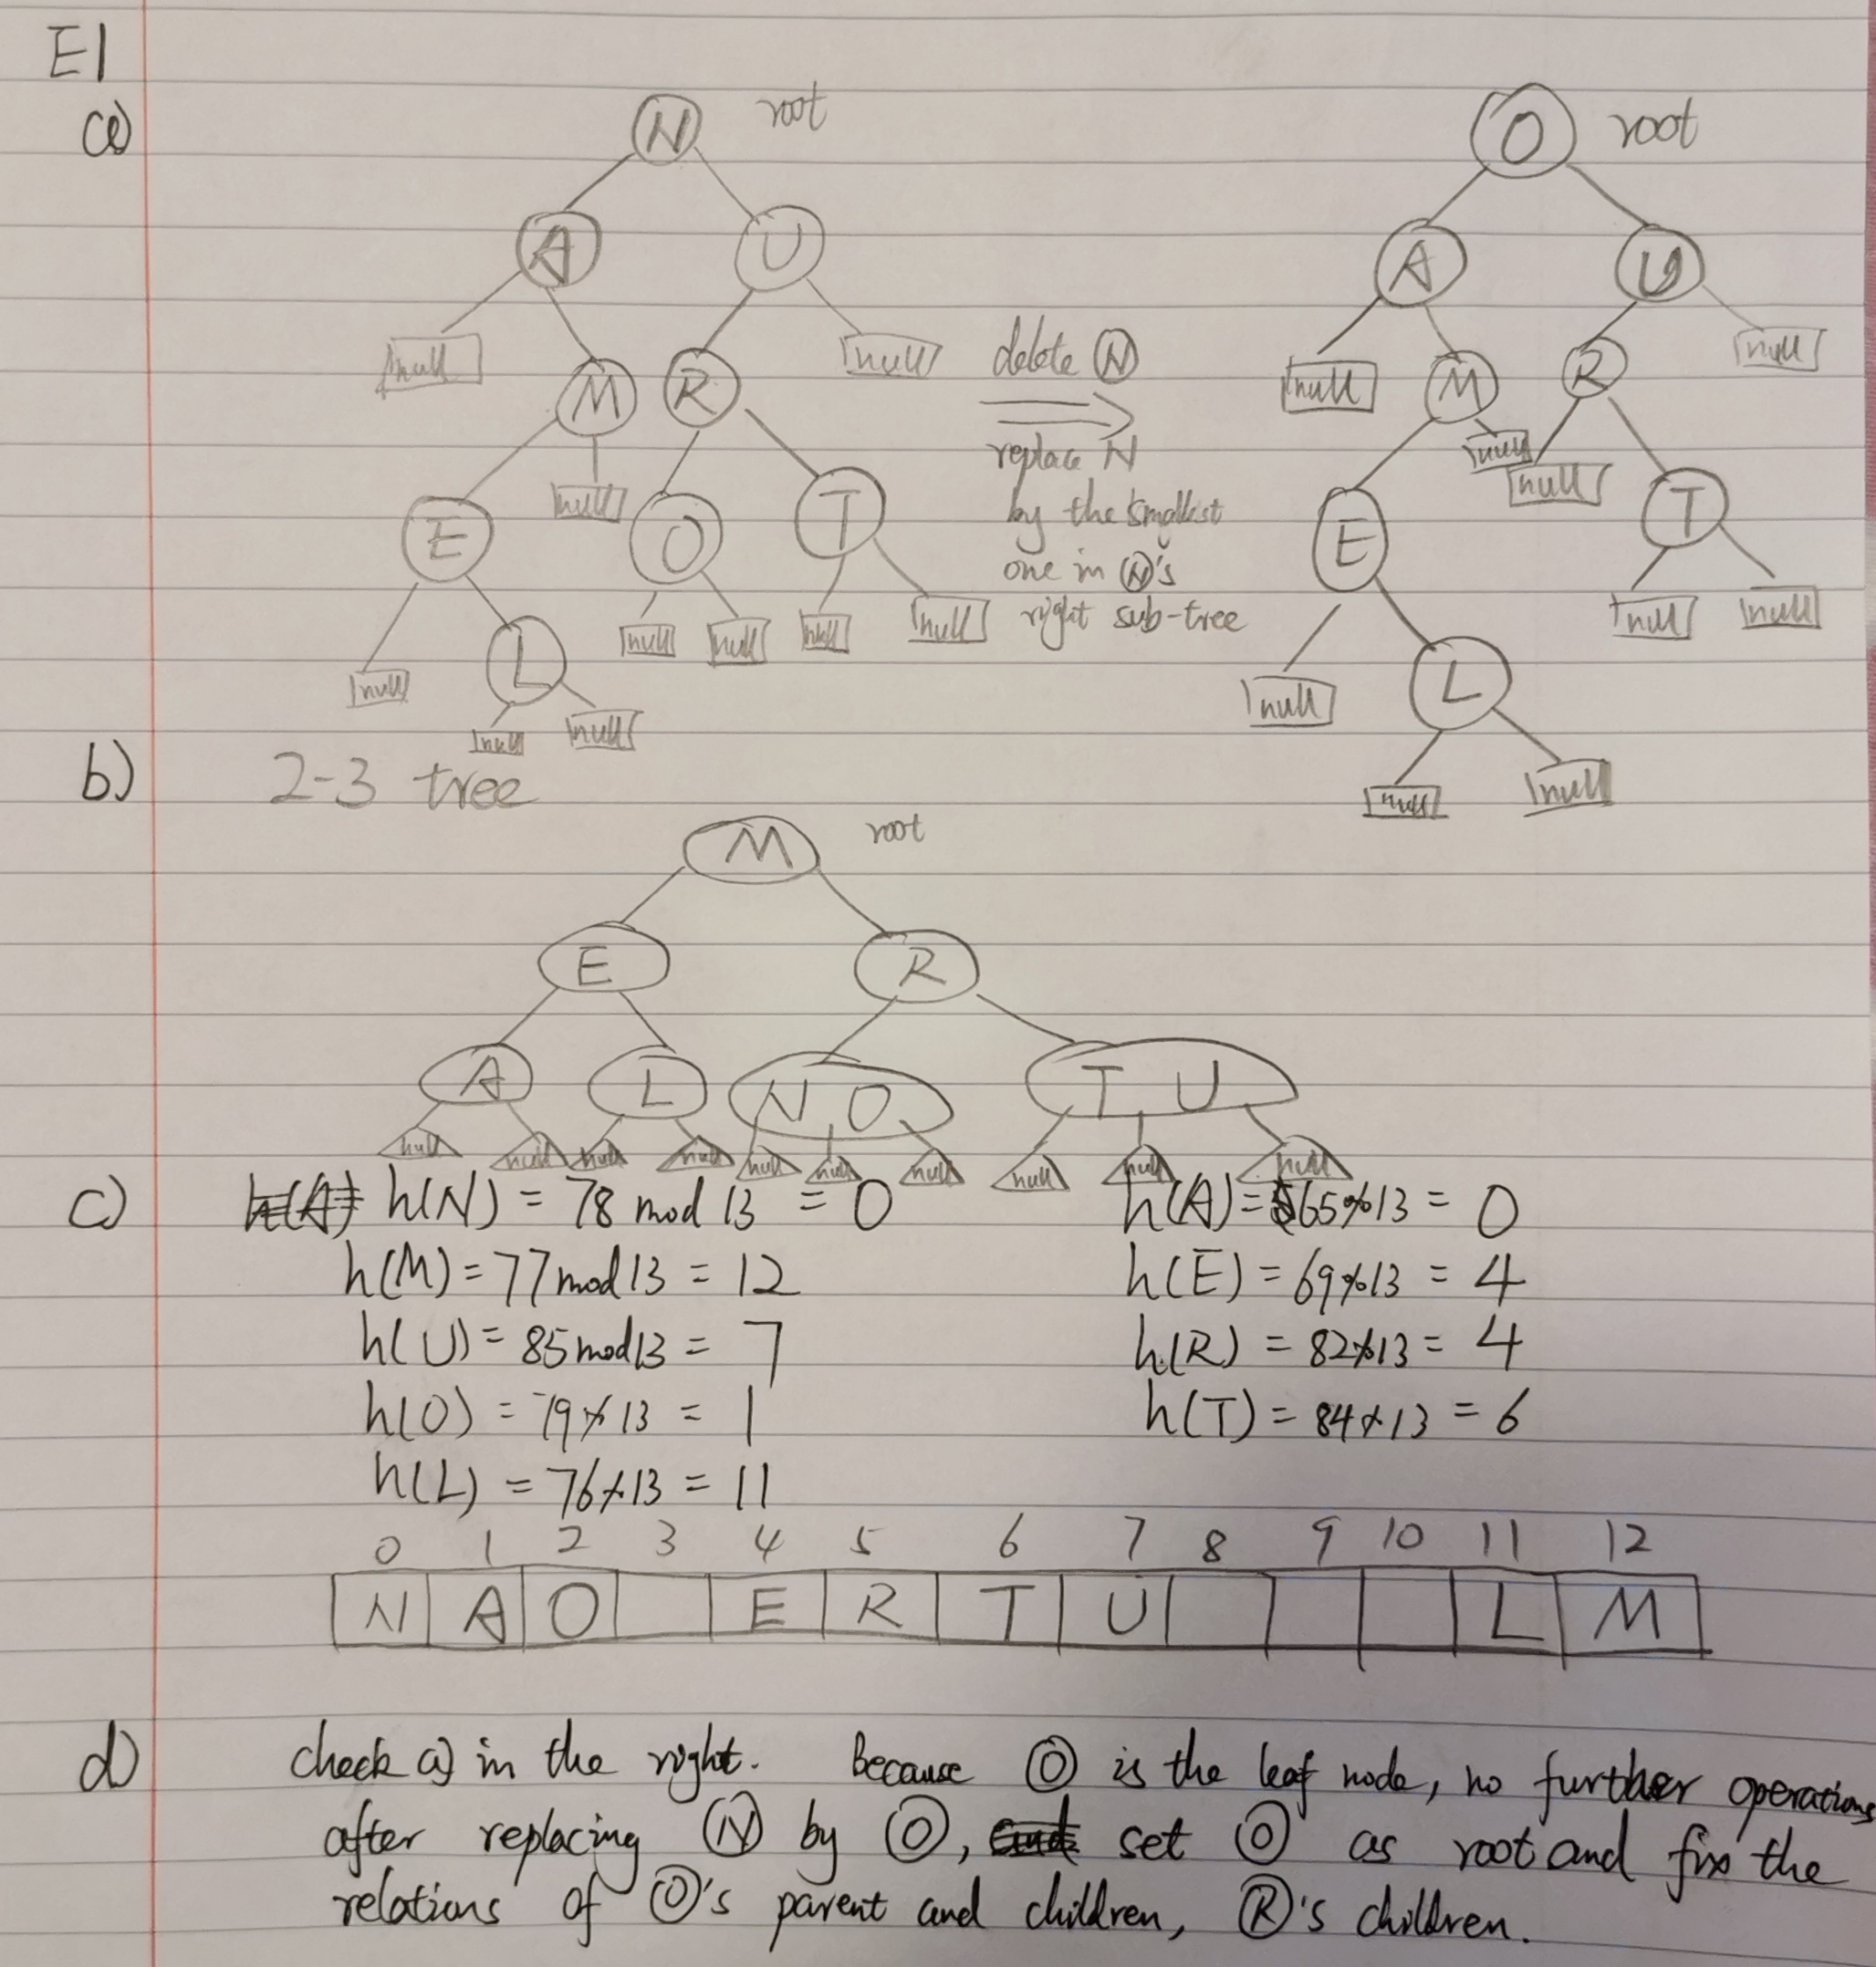 E1
a)
N root
A U
null M R null
E null O T
null L null null null null
null null
delete N
replace N
by the smallest
one in N's
right sub-tree
O root
A U
null M R null
E null null T
null L null null
null null
b) 2-3 tree
M root
E R
A L N O T U
null null null null null null null null null null
c) h(A) h(N) = 78 mod 13 = 0 h(A) = 65%13 = 0
h(M) = 77 mod 13 = 12 h(E) = 69%13 = 4
h(U) = 85 mod 13 = 7 h(R) = 82%13 = 4
h(O) = 79%13 = 1 h(T) = 84%13 = 6
h(L) = 76%13 = 11
0 1 2 3 4 5 6 7 8 9 10 11 12
N A O E R T U L M
d) check a) in the right. Because O is the leaf node, no further operations
after replacing N by O, and set O as root and fix the
relations of O's parent and children, R's children.